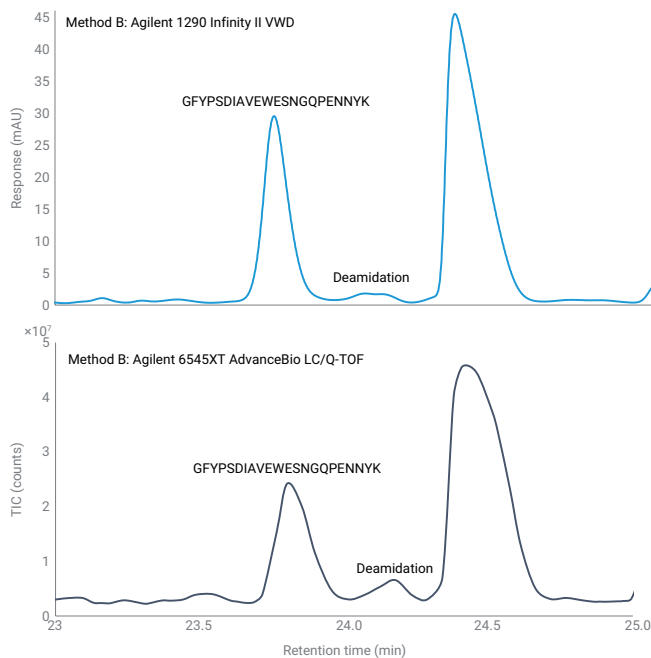 45
Method B: Agilent 1290 Infinity II VWD
40
35
GFYPSDIAVEWESNGQPENNYK
30
25
20
15
10
5
0
Response (mAU)
Deamidation
×10⁷
5
Method B: Agilent 6545XT AdvanceBio LC/Q-TOF
4
3
GFYPSDIAVEWESNGQPENNYK
2
1
0
TIC (counts)
Deamidation
23 23.5 24.0 24.5 25.0
Retention time (min)